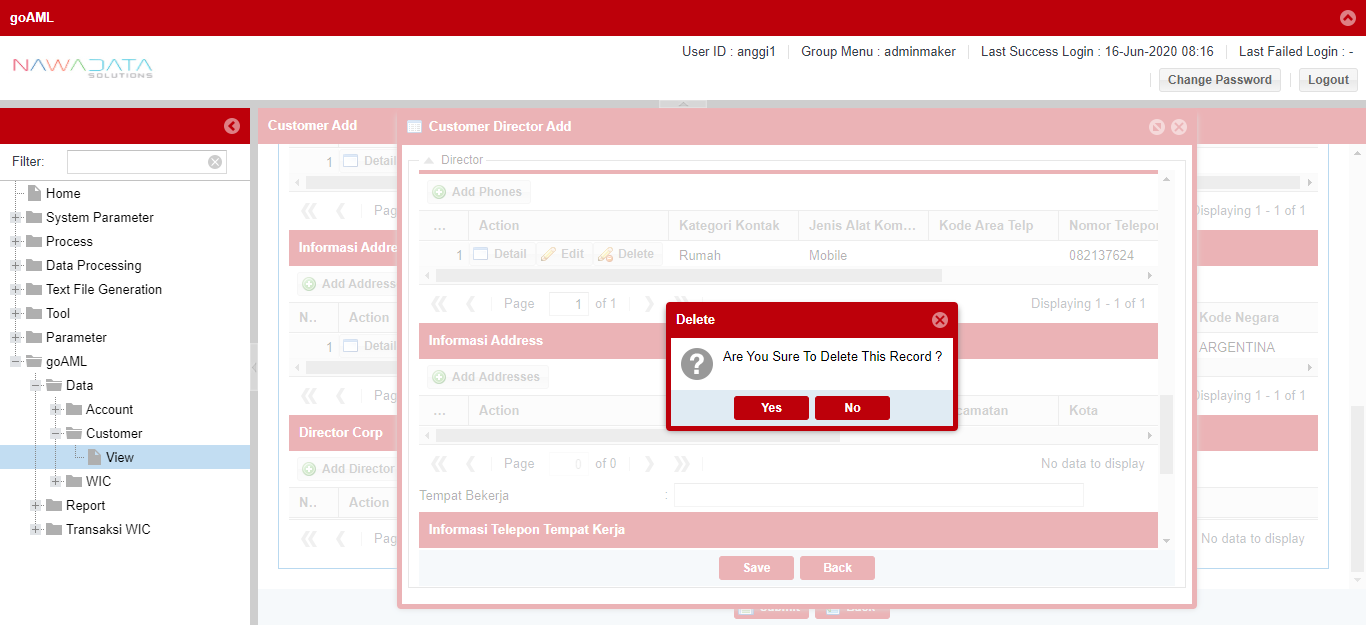 goAML
NAWADATA
SOLUTIONS
User ID : anggi1
Group Menu : adminmaker
Last Success Login : 16-Jun-2020 08:16
Last Failed Login : -
Change Password
Logout
Filter:
Home
System Parameter
Process
Data Processing
Text File Generation
Tool
Parameter
goAML
Data
Account
Customer
View
WIC
Report
Transaksi WIC
Customer Add
1 Detail
Displaying 1 - 1 of 1
Add Address
N.. Action
Kode Negara
1 Detail
ARGENTINA
Displaying 1 - 1 of 1
Director Corp
Add Director
N.. Action
No data to display
Submit Back
Customer Director Add
Director
Add Phones
... Action Kategori Kontak Jenis Alat Kom... Kode Area Telp Nomor Telepon
1 Detail Edit Delete Rumah Mobile 082137624
Page 1 of 1
Displaying 1 - 1 of 1
Informasi Address
Add Addresses
... Action Kota
Page 0 of 0
No data to display
Tempat Bekerja :
Informasi Telepon Tempat Kerja
Save Back
Delete
Are You Sure To Delete This Record ?
Yes No